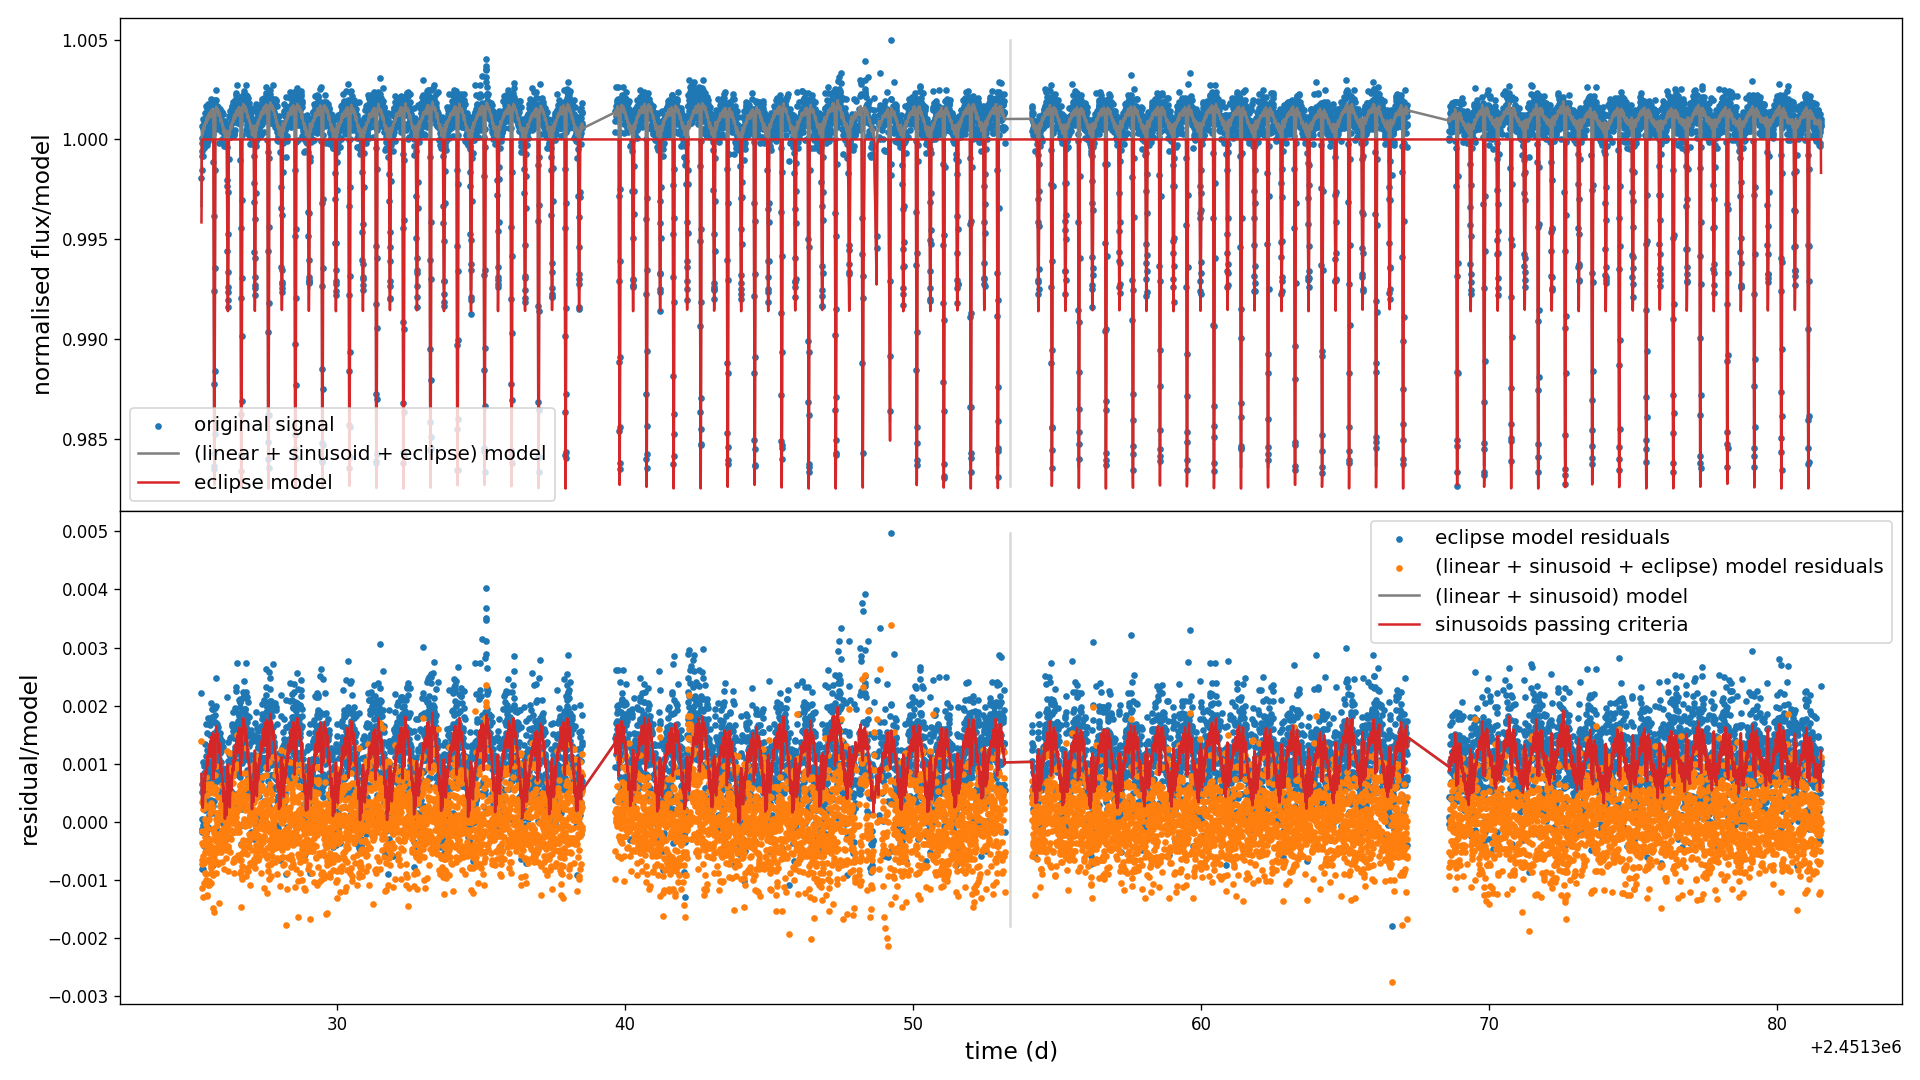 normalised flux/model
1.005
1.000
0.995
0.990
0.985
original signal
(linear + sinusoid + eclipse) model
eclipse model
residual/model
0.005
0.004
0.003
0.002
0.001
0.000
−0.001
−0.002
−0.003
eclipse model residuals
(linear + sinusoid + eclipse) model residuals
(linear + sinusoid) model
sinusoids passing criteria
30 40 50 60 70 80
time (d)
+2.4513e6